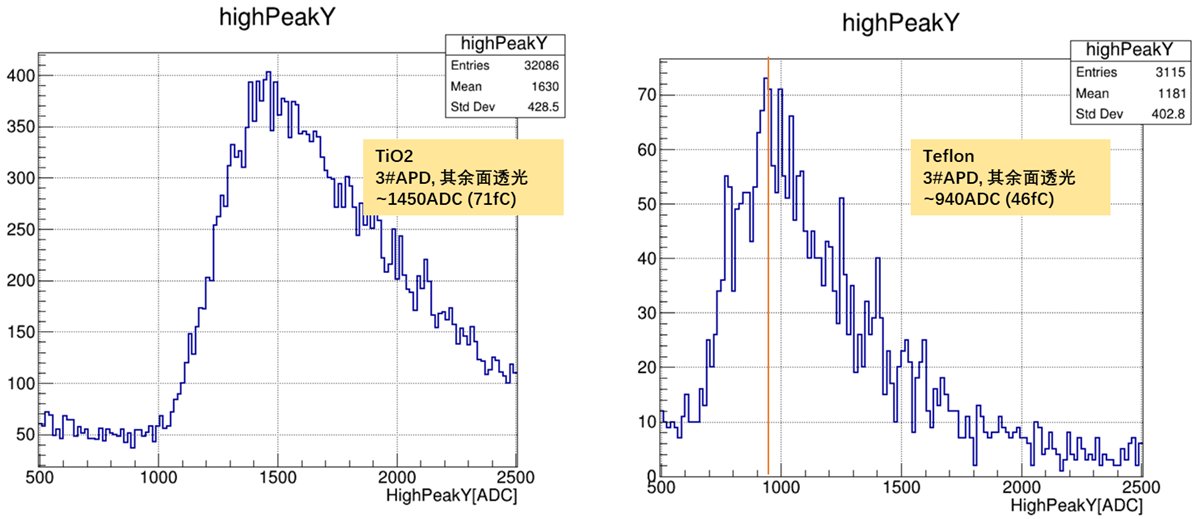 highPeakY
highPeakY
Entries 32086
Mean 1630
Std Dev 428.5
TiO2
3#APD, 其余面透光
~1450ADC (71fC)
400
350
300
250
200
150
100
50
500 1000 1500 2000 2500
HighPeakY[ADC]
highPeakY
highPeakY
Entries 3115
Mean 1181
Std Dev 402.8
Teflon
3#APD, 其余面透光
~940ADC (46fC)
70
60
50
40
30
20
10
0
500 1000 1500 2000 2500
HighPeakY[ADC]